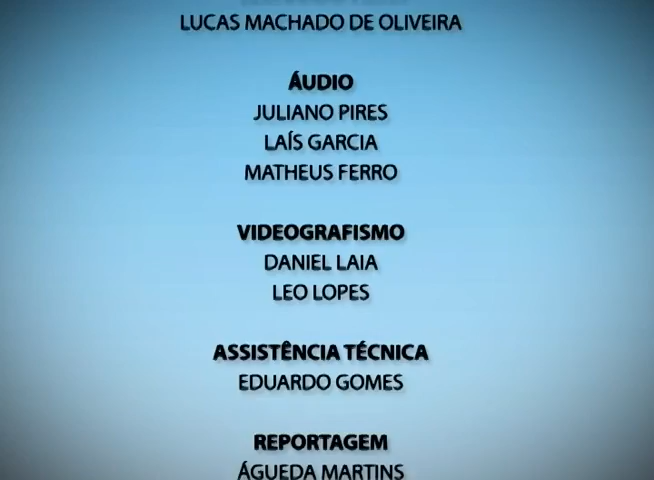 LUCAS MACHADO DE OLIVEIRA
ÁUDIO
JULIANO PIRES
LAÍS GARCIA
MATHEUS FERRO
VIDEOGRAFISMO
DANIEL LAIA
LEO LOPES
ASSISTÊNCIA TÉCNICA
EDUARDO GOMES
REPORTAGEM
ÁGUEDA MARTINS